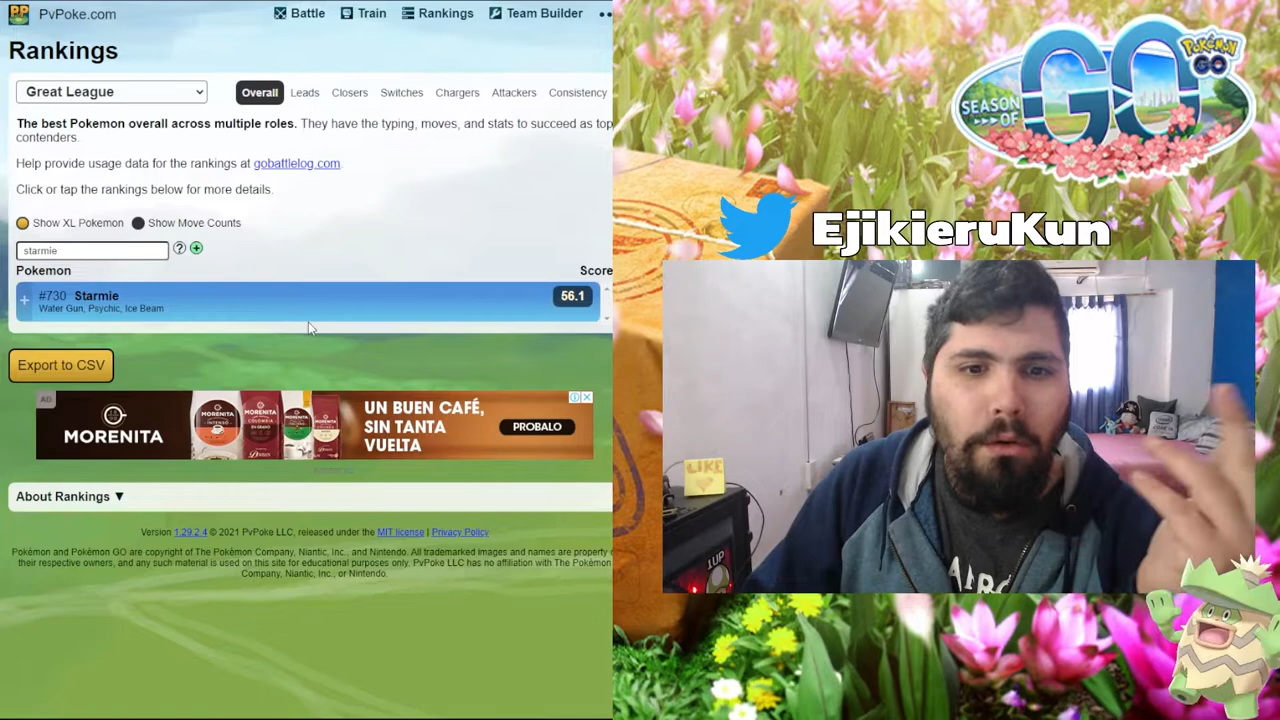 PvPoke.com
Battle
Train
Rankings
Team Builder
Rankings
Great League
Overall
Leads
Closers
Switches
Chargers
Attackers
Consistency
The best Pokemon overall across multiple roles. They have the typing, moves, and stats to succeed as top
contenders.
Help provide usage data for the rankings at gobattlelog.com.
Click or tap the rankings below for more details.
Show XL Pokemon
Show Move Counts
starmie
?
+
Pokemon
Score
+
#730 Starmie
56.1
Water Gun, Psychic, Ice Beam
Export to CSV
AD
MORENITA
UN BUEN CAFÉ,
SIN TANTA
VUELTA
PROBALO
About Rankings ▼
Version 1.29.2.4 © 2021 PvPoke LLC, released under the MIT license | Privacy Policy
Pokémon and Pokémon GO are copyright of The Pokémon Company, Niantic, Inc., and Nintendo. All trademarked images and names are property
their respective owners, and any such material is used on this site for educational purposes only. PvPoke LLC has no affiliation with The Pokémon
Company, Niantic, Inc., or Nintendo.
SEASON
OF
GO
POKÉMON
GO
EjikieruKun
LIKE
1UP